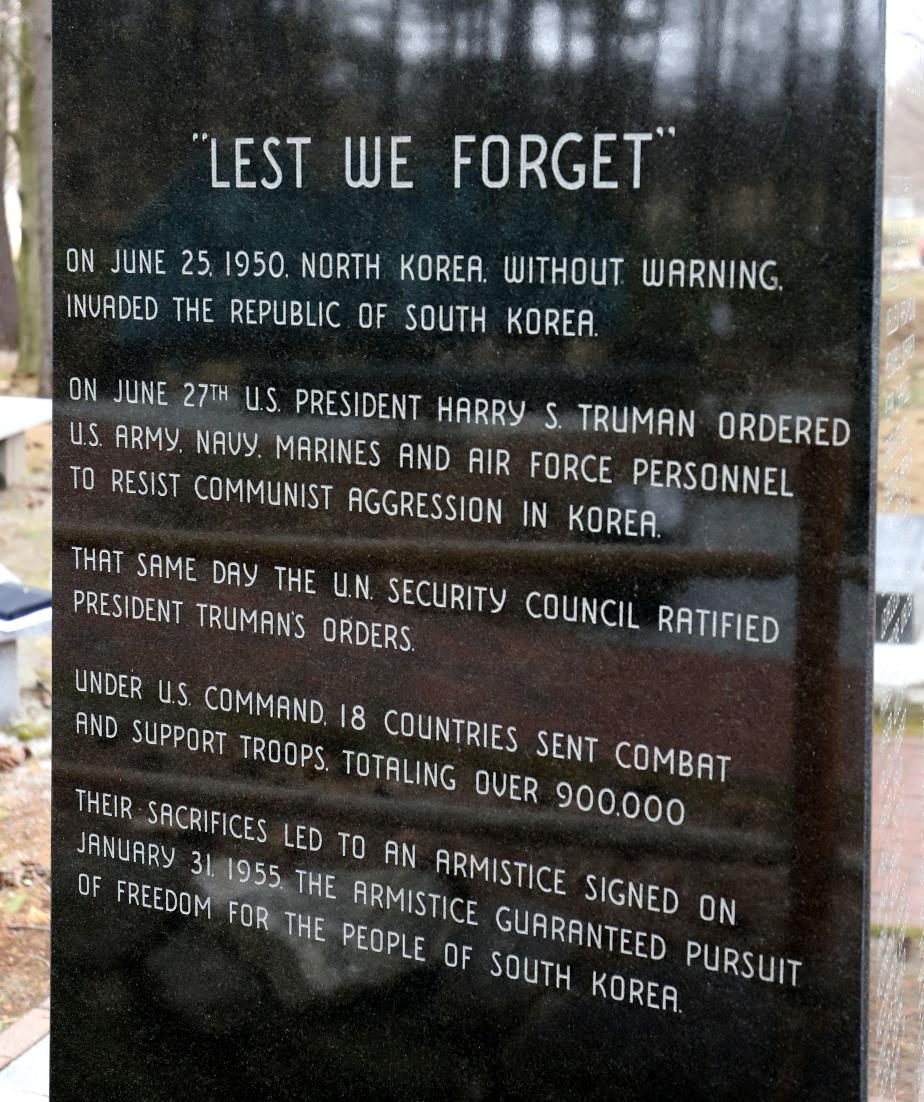 "LEST WE FORGET"
ON JUNE 25, 1950, NORTH KOREA, WITHOUT WARNING,
INVADED THE REPUBLIC OF SOUTH KOREA.
ON JUNE 27TH U.S. PRESIDENT HARRY S. TRUMAN ORDERED
U.S. ARMY, NAVY, MARINES AND AIR FORCE PERSONNEL
TO RESIST COMMUNIST AGGRESSION IN KOREA.
THAT SAME DAY THE U.N. SECURITY COUNCIL RATIFIED
PRESIDENT TRUMAN'S ORDERS.
UNDER U.S. COMMAND, 18 COUNTRIES SENT COMBAT
AND SUPPORT TROOPS, TOTALING OVER 900,000
THEIR SACRIFICES LED TO AN ARMISTICE SIGNED ON
JANUARY 31, 1955. THE ARMISTICE GUARANTEED PURSUIT
OF FREEDOM FOR THE PEOPLE OF SOUTH KOREA.